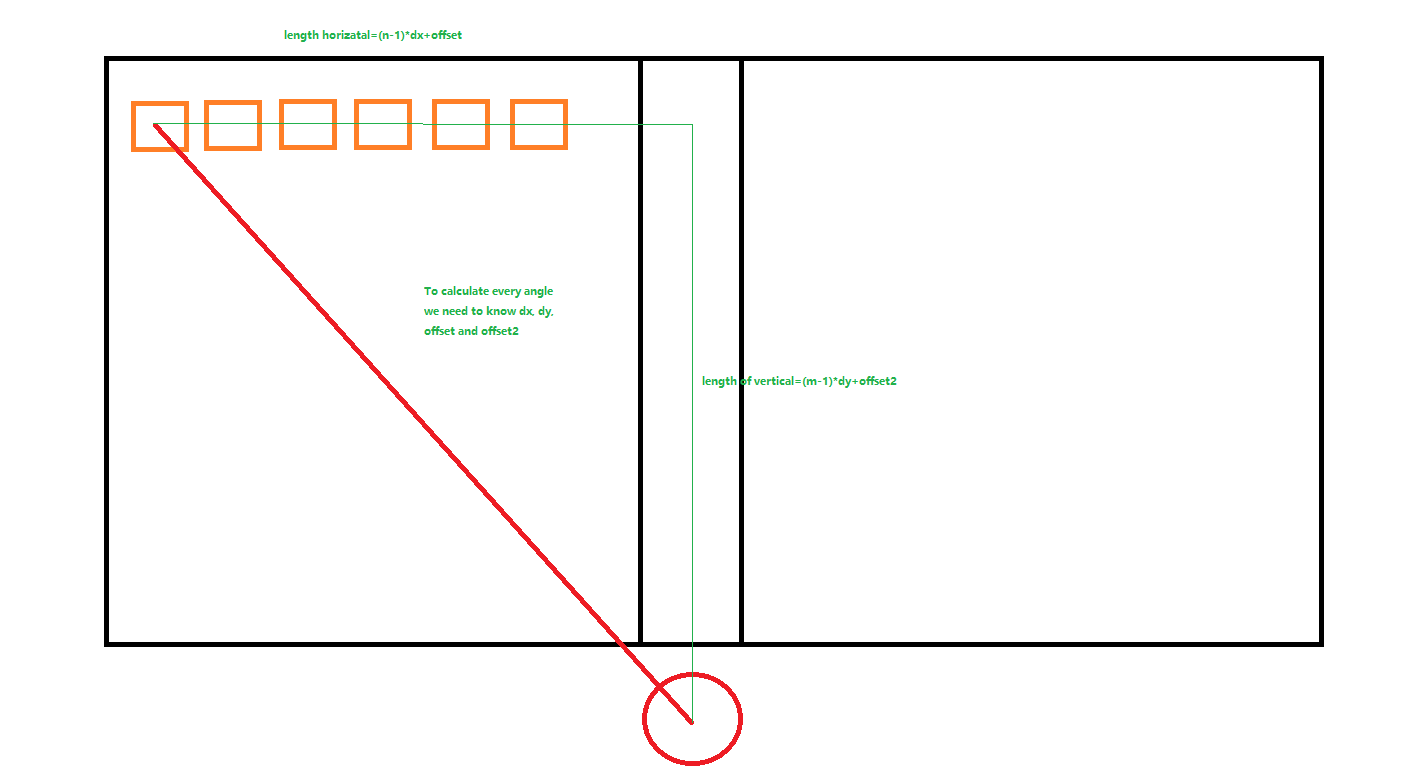 length horizatal=(n-1)*dx+offset
To calculate every angle
we need to know dx, dy,
offset and offset2
length of vertical=(m-1)*dy+offset2